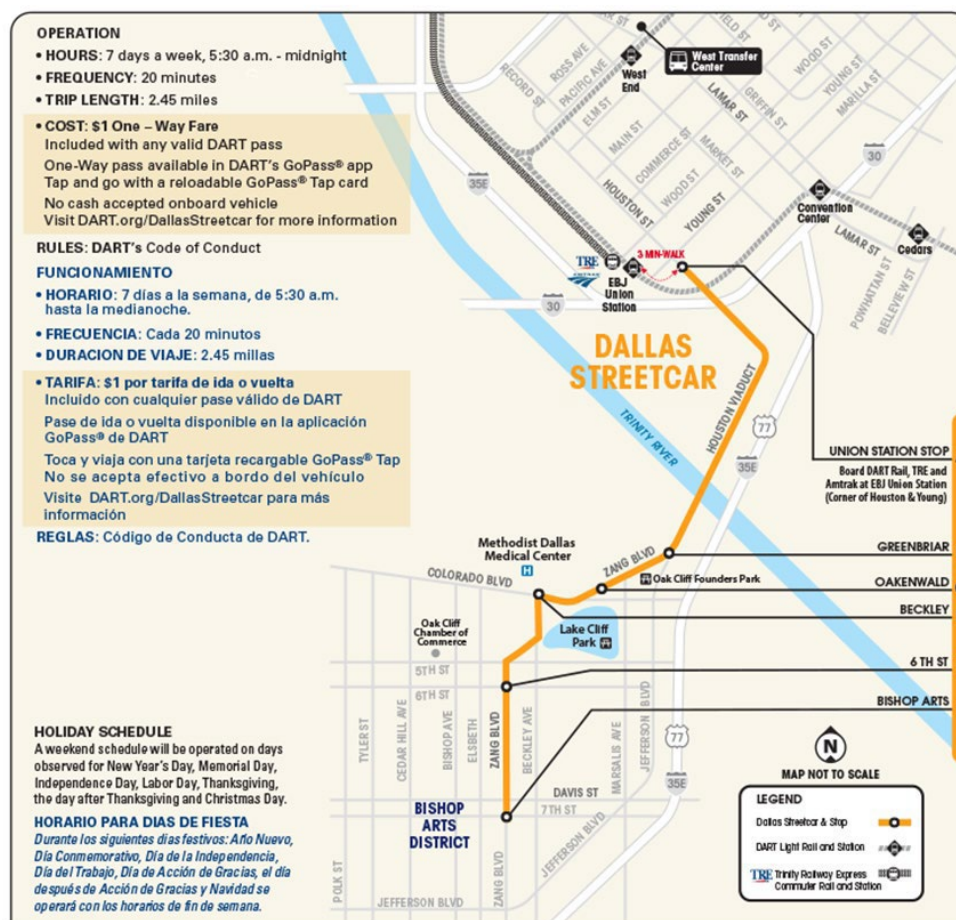 OPERATION
• HOURS: 7 days a week, 5:30 a.m. - midnight
• FREQUENCY: 20 minutes
• TRIP LENGTH: 2.45 miles
• COST: $1 One – Way Fare
Included with any valid DART pass
One-Way pass available in DART's GoPass® app
Tap and go with a reloadable GoPass® Tap card
No cash accepted onboard vehicle
Visit DART.org/DallasStreetcar for more information
RULES: DART's Code of Conduct
FUNCIONAMIENTO
• HORARIO: 7 días a la semana, de 5:30 a.m.
hasta la medianoche.
• FRECUENCIA: Cada 20 minutos
• DURACION DE VIAJE: 2.45 millas
• TARIFA: $1 por tarifa de ida o vuelta
Incluido con cualquier pase válido de DART
Pase de ida o vuelta disponible en la aplicación
GoPass® de DART
Toca y viaja con una tarjeta recargable GoPass® Tap
No se acepta efectivo a bordo del vehículo
Visite DART.org/DallasStreetcar para más
información
REGLAS: Código de Conducta de DART.
HOLIDAY SCHEDULE
A weekend schedule will be operated on days
observed for New Year's Day, Memorial Day,
Independence Day, Labor Day, Thanksgiving,
the day after Thanksgiving and Christmas Day.
HORARIO PARA DIAS DE FIESTA
Durante los siguientes días festivos: Año Nuevo,
Día Conmemorativo, Día de la Independencia,
Día del Trabajo, Día de Acción de Gracias, el día
después de Acción de Gracias y Navidad se
operará con los horarios de fin de semana.
West Transfer
Center
West
End
ROSS AVE
PACIFIC AVE
RECORD ST
ELM ST
MAIN ST
COMMERCE ST
WOOD ST
YOUNG ST
MARILLA ST
LAMAR ST
GRIFFIN ST
MARKET ST
HOUSTON ST
WOOD ST
YOUNG ST
35E
30
Convention
Center
LAMAR ST
Cedars
POWHATTAN ST
BELLEVIEW ST
3 MIN-WALK
TRE
AMTRAK
EBJ
Union
Station
30
DALLAS
STREETCAR
TRINITY RIVER
HOUSTON VIADUCT
77
35E
UNION STATION STOP
Board DART Rail, TRE and
Amtrak at EBJ Union Station
(Corner of Houston & Young)
GREENBRIAR
OAKENWALD
BECKLEY
6 TH ST
BISHOP ARTS
Methodist Dallas
Medical Center
H
COLORADO BLVD
ZANG BLVD
Oak Cliff Founders Park
Oak Cliff
Chamber of
Commerce
Lake Cliff
Park
5TH ST
6TH ST
TYLER ST
CEDAR HILL AVE
BISHOP AVE
ELSBETH
ZANG BLVD
BECKLEY AVE
MARSALIS AVE
JEFFERSON BLVD
77
35E
DAVIS ST
7TH ST
BISHOP
ARTS
DISTRICT
POLK ST
ZANG BLVD
JEFFERSON BLVD
JEFFERSON BLVD
N
MAP NOT TO SCALE
LEGEND
Dallas Streetcar & Stop
DART Light Rail and Station
TRE Trinity Railway Express
Commuter Rail and Station